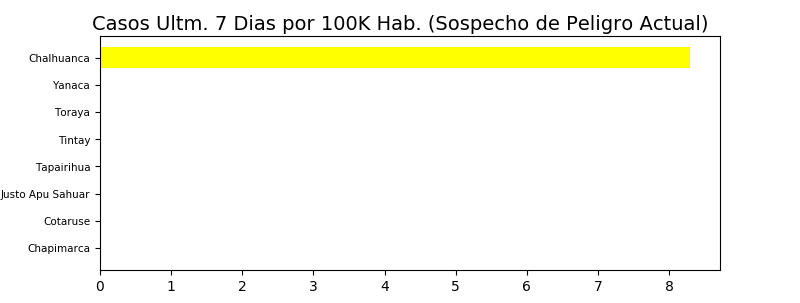 Casos Ultm. 7 Dias por 100K Hab. (Sospecho de Peligro Actual)
Chalhuanca
Yanaca
Toraya
Tintay
Tapairihua
Justo Apu Sahuar
Cotaruse
Chapimarca
0 1 2 3 4 5 6 7 8